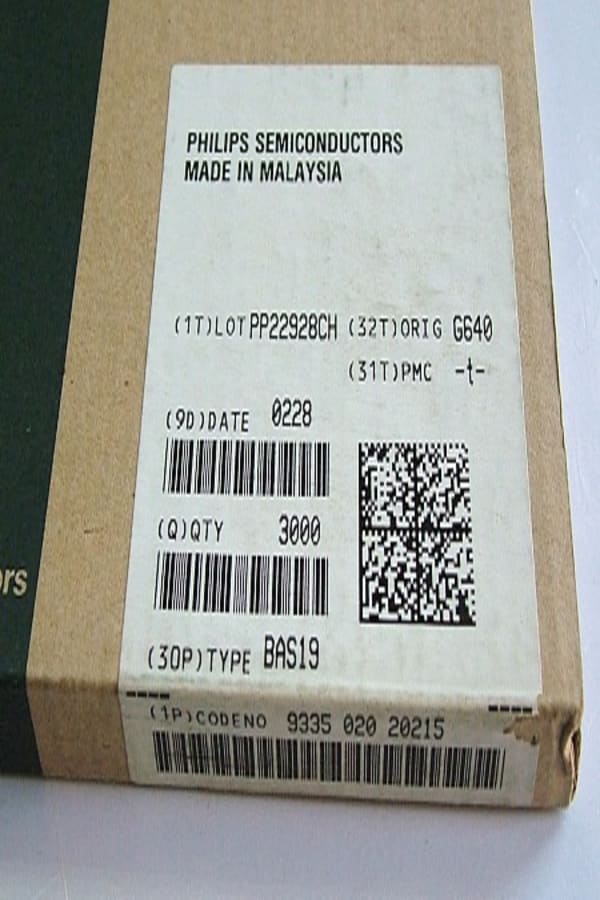 PHILIPS SEMICONDUCTORS
MADE IN MALAYSIA
(1T)LOT PP22928CH (32T)ORIG G640
(31T)PMC -t-
(9D)DATE 0228
(Q)QTY 3000
(30P)TYPE BAS19
(1P)CODENO 9335 020 20215
ors